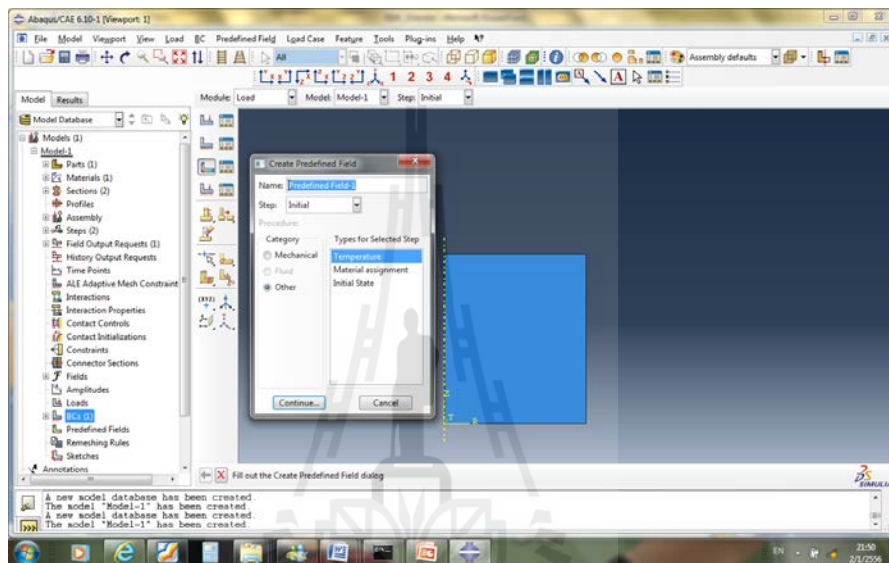 Abaqus/CAE 6.10-1 [Viewport: 1]
File Model Viewport View Load BC Predefined Field Load Case Feature Tools Plug-ins Help
All
Assembly defaults
1 2 3 4
Model Results
Module: Load Model: Model-1 Step: Initial
Model Database
Models (1)
Model-1
Parts (1)
Materials (1)
Sections (2)
Profiles
Assembly
Steps (2)
Field Output Requests (1)
History Output Requests
Time Points
ALE Adaptive Mesh Constraint
Interactions
Interaction Properties
Contact Controls
Contact Initializations
Constraints
Connector Sections
Fields
Amplitudes
Loads
BCs (1)
Predefined Fields
Remeshing Rules
Sketches
Annotations
Create Predefined Field
Name: Predefined Field-1
Step: Initial
Procedure:
Category
Types for Selected Step
Mechanical
Fluid
Other
Temperature
Material assignment
Initial State
Continue...
Cancel
Z
T
R
Fill out the Create Predefined Field dialog
SIMULIA
A new model database has been created.
The model "Model-1" has been created.
A new model database has been created.
The model "Model-1" has been created.
EN
21:50
2/1/2556